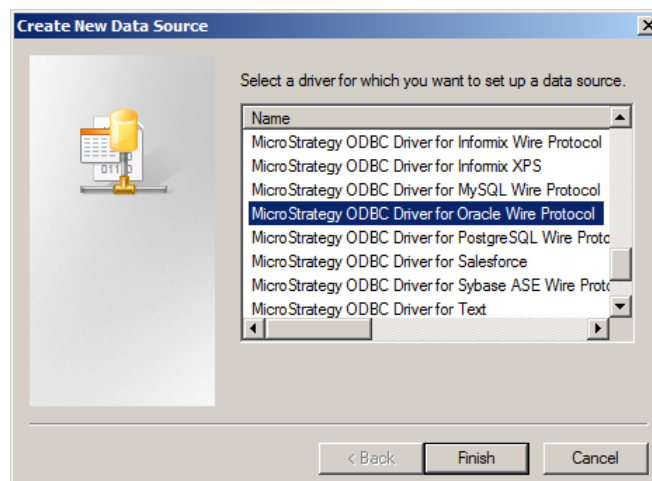 Create New Data Source
Select a driver for which you want to set up a data source.
Name
MicroStrategy ODBC Driver for Informix Wire Protocol
MicroStrategy ODBC Driver for Informix XPS
MicroStrategy ODBC Driver for MySQL Wire Protocol
MicroStrategy ODBC Driver for Oracle Wire Protocol
MicroStrategy ODBC Driver for PostgreSQL Wire Proto
MicroStrategy ODBC Driver for Salesforce
MicroStrategy ODBC Driver for Sybase ASE Wire Proto
MicroStrategy ODBC Driver for Text
0110
< Back
Finish
Cancel